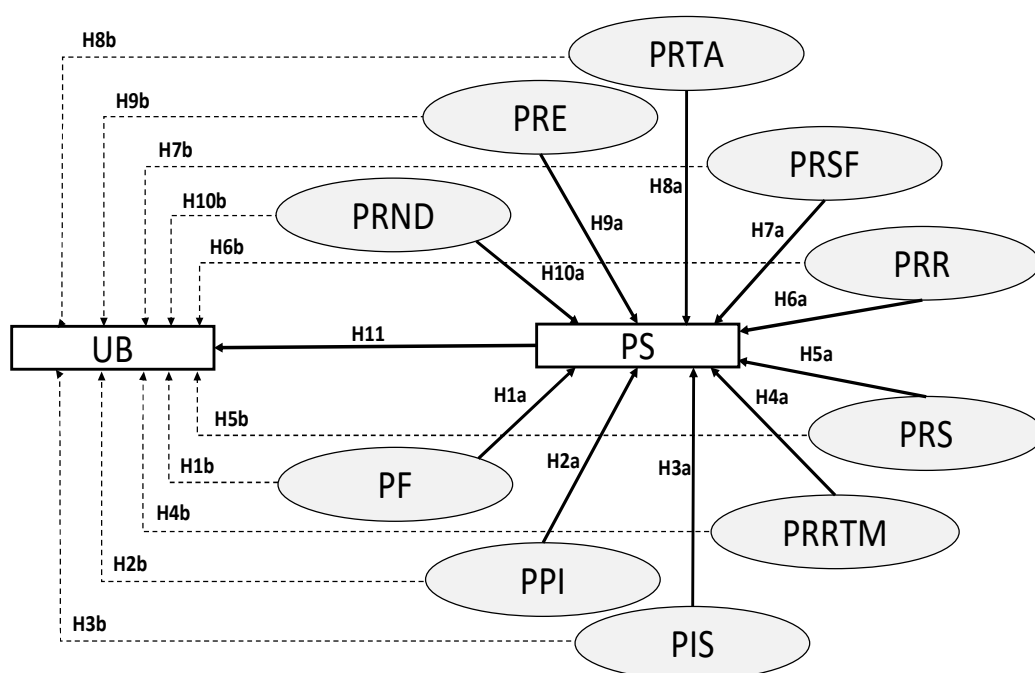 H8b
PRTA
H9b
PRE
H7b
PRSF
H8a
PRND
H10b
H9a
H7a
H6b
PRR
H10a
H6a
UB
H11
PS
H5a
H1a
H4a
H5b
H2a
H3a
PRS
H1b
PF
H4b
PRRTM
H2b
PPI
H3b
PIS